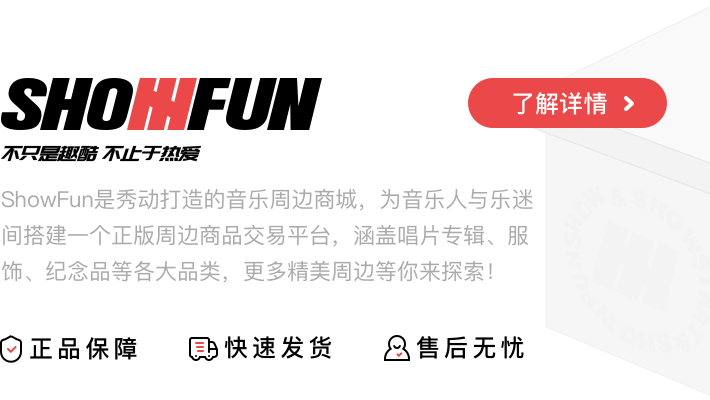 SHOWFUN
了解详情
不只是趣酷 不止于热爱
ShowFun是秀动打造的音乐周边商城，为音乐人与乐迷
间搭建一个正版周边商品交易平台，涵盖唱片专辑、服
饰、纪念品等各大品类，更多精美周边等你来探索！
正品保障
快速发货
售后无忧